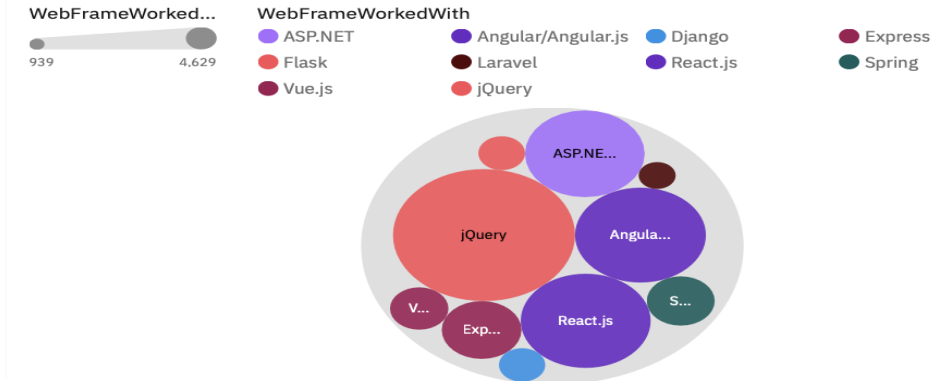 WebFrameWorked... WebFrameWorkedWith
ASP.NET Angular/Angular.js Django Express
939 4,629
Flask Laravel React.js Spring
Vue.js jQuery
ASP.NE...
jQuery Angula...
V... S...
Exp... React.js